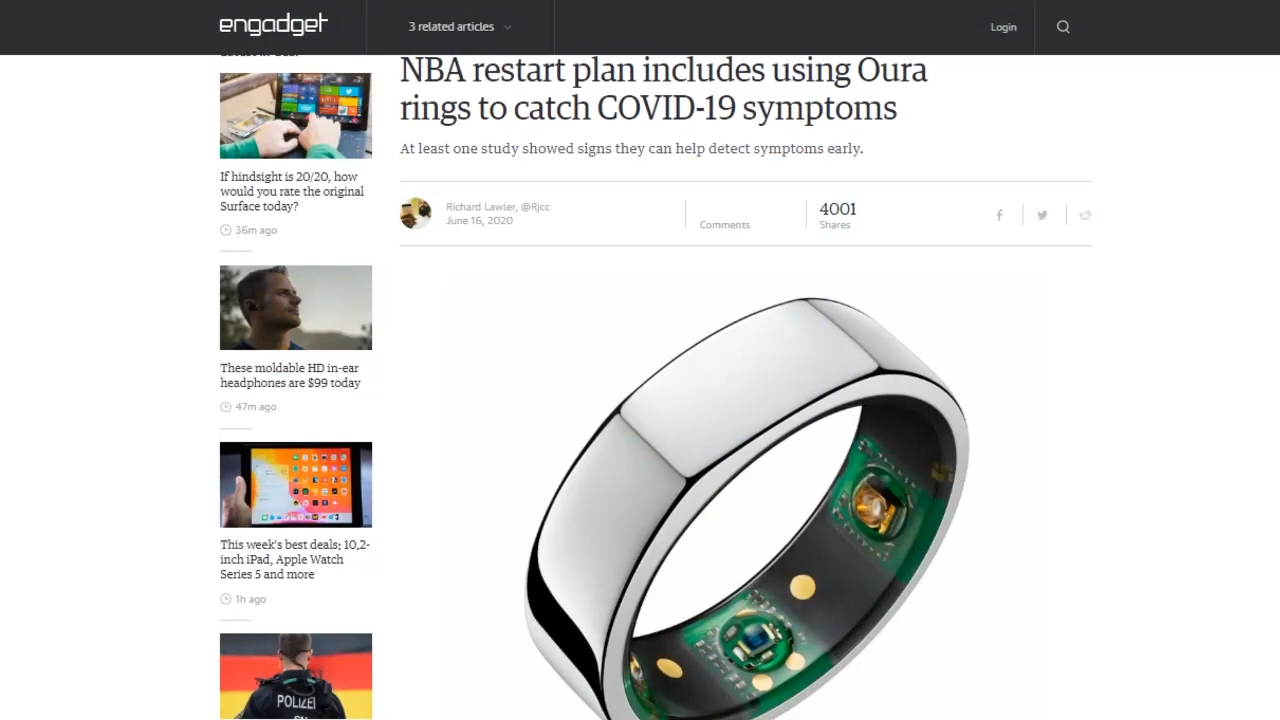 engadget
3 related articles
Login
If hindsight is 20/20, how
would you rate the original
Surface today?
36m ago
These moldable HD in-ear
headphones are $99 today
47m ago
This week's best deals: 10,2-
inch iPad, Apple Watch
Series 5 and more
1h ago
POLIZEI
NBA restart plan includes using Oura
rings to catch COVID-19 symptoms
At least one study showed signs they can help detect symptoms early.
Richard Lawler, @Rjcc
June 16, 2020
Comments
4001
Shares